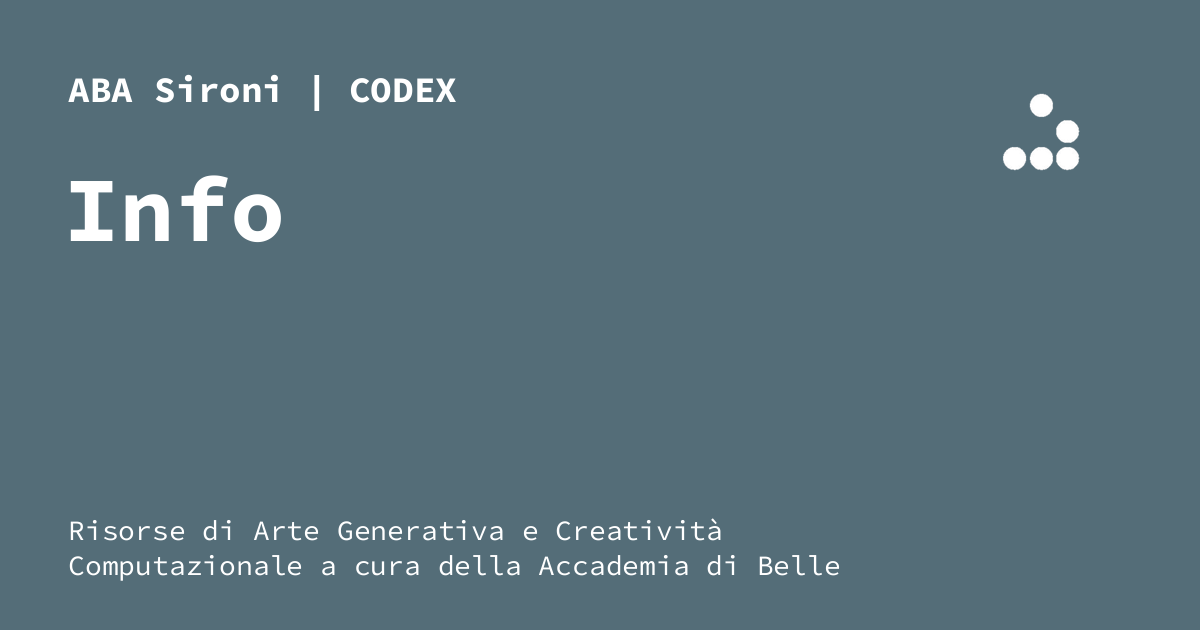 ABA Sironi | CODEX
Info
Risorse di Arte Generativa e Creatività
Computazionale a cura della Accademia di Belle